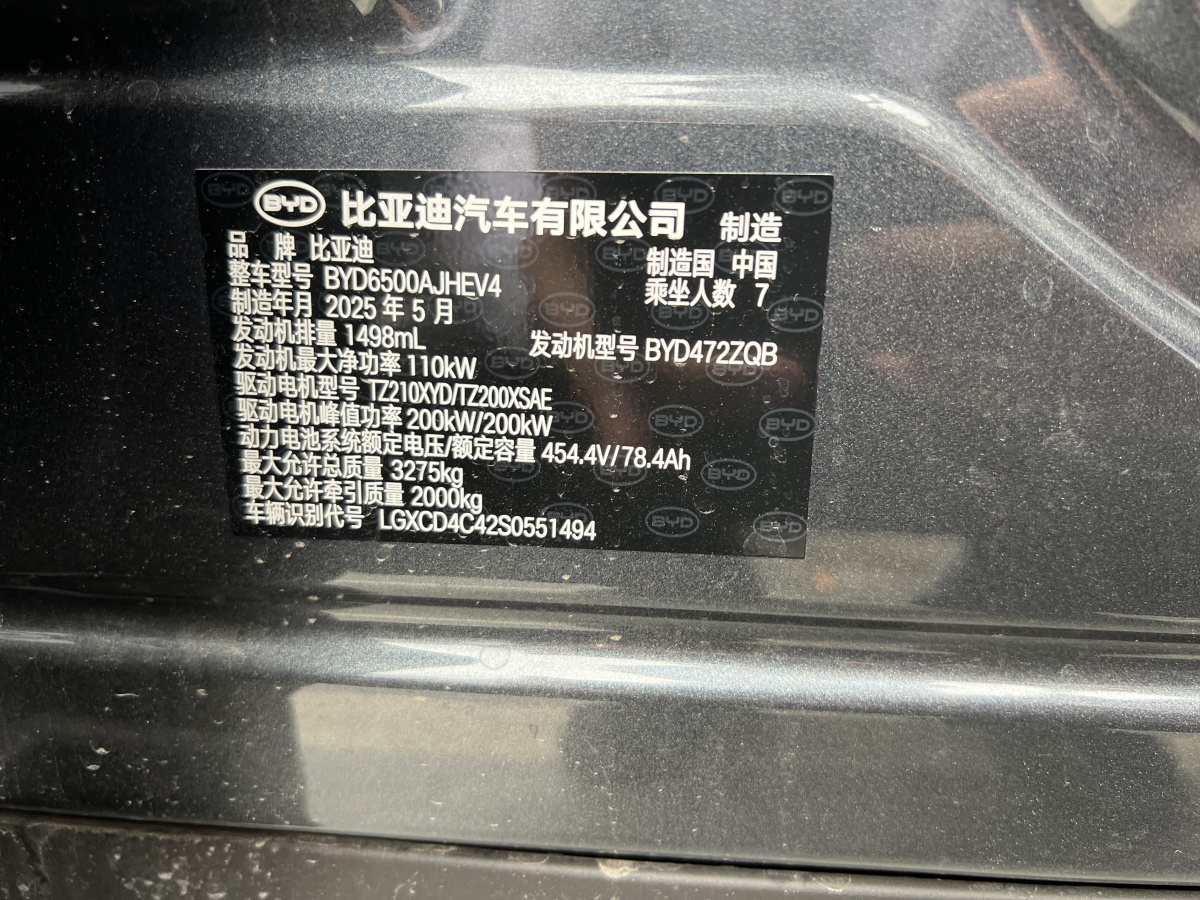 BYD 比亚迪汽车有限公司 制造
品 牌 比亚迪 制造国 中国
整车型号 BYD6500AJHEV4 乘坐人数 7
制造年月 2025 年 5 月
发动机排量 1498mL 发动机型号 BYD472ZQB
发动机最大净功率 110kW
驱动电机型号 TZ210XYD/TZ200XSAE
驱动电机峰值功率 200kW/200kW
动力电池系统额定电压/额定容量 454.4V/78.4Ah
最大允许总质量 3275kg
最大允许牵引质量 2000kg
车辆识别代号 LGXCD4C42S0551494